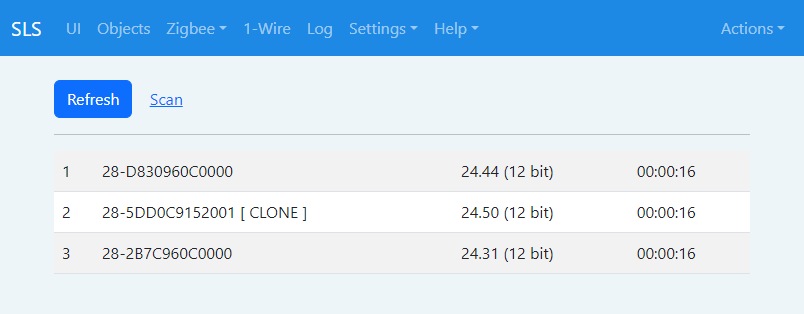 SLS UI Objects Zigbee 1-Wire Log Settings Help Actions
Refresh Scan
1 28-D830960C0000 24.44 (12 bit) 00:00:16
2 28-5DD0C9152001 [ CLONE ] 24.50 (12 bit) 00:00:16
3 28-2B7C960C0000 24.31 (12 bit) 00:00:16